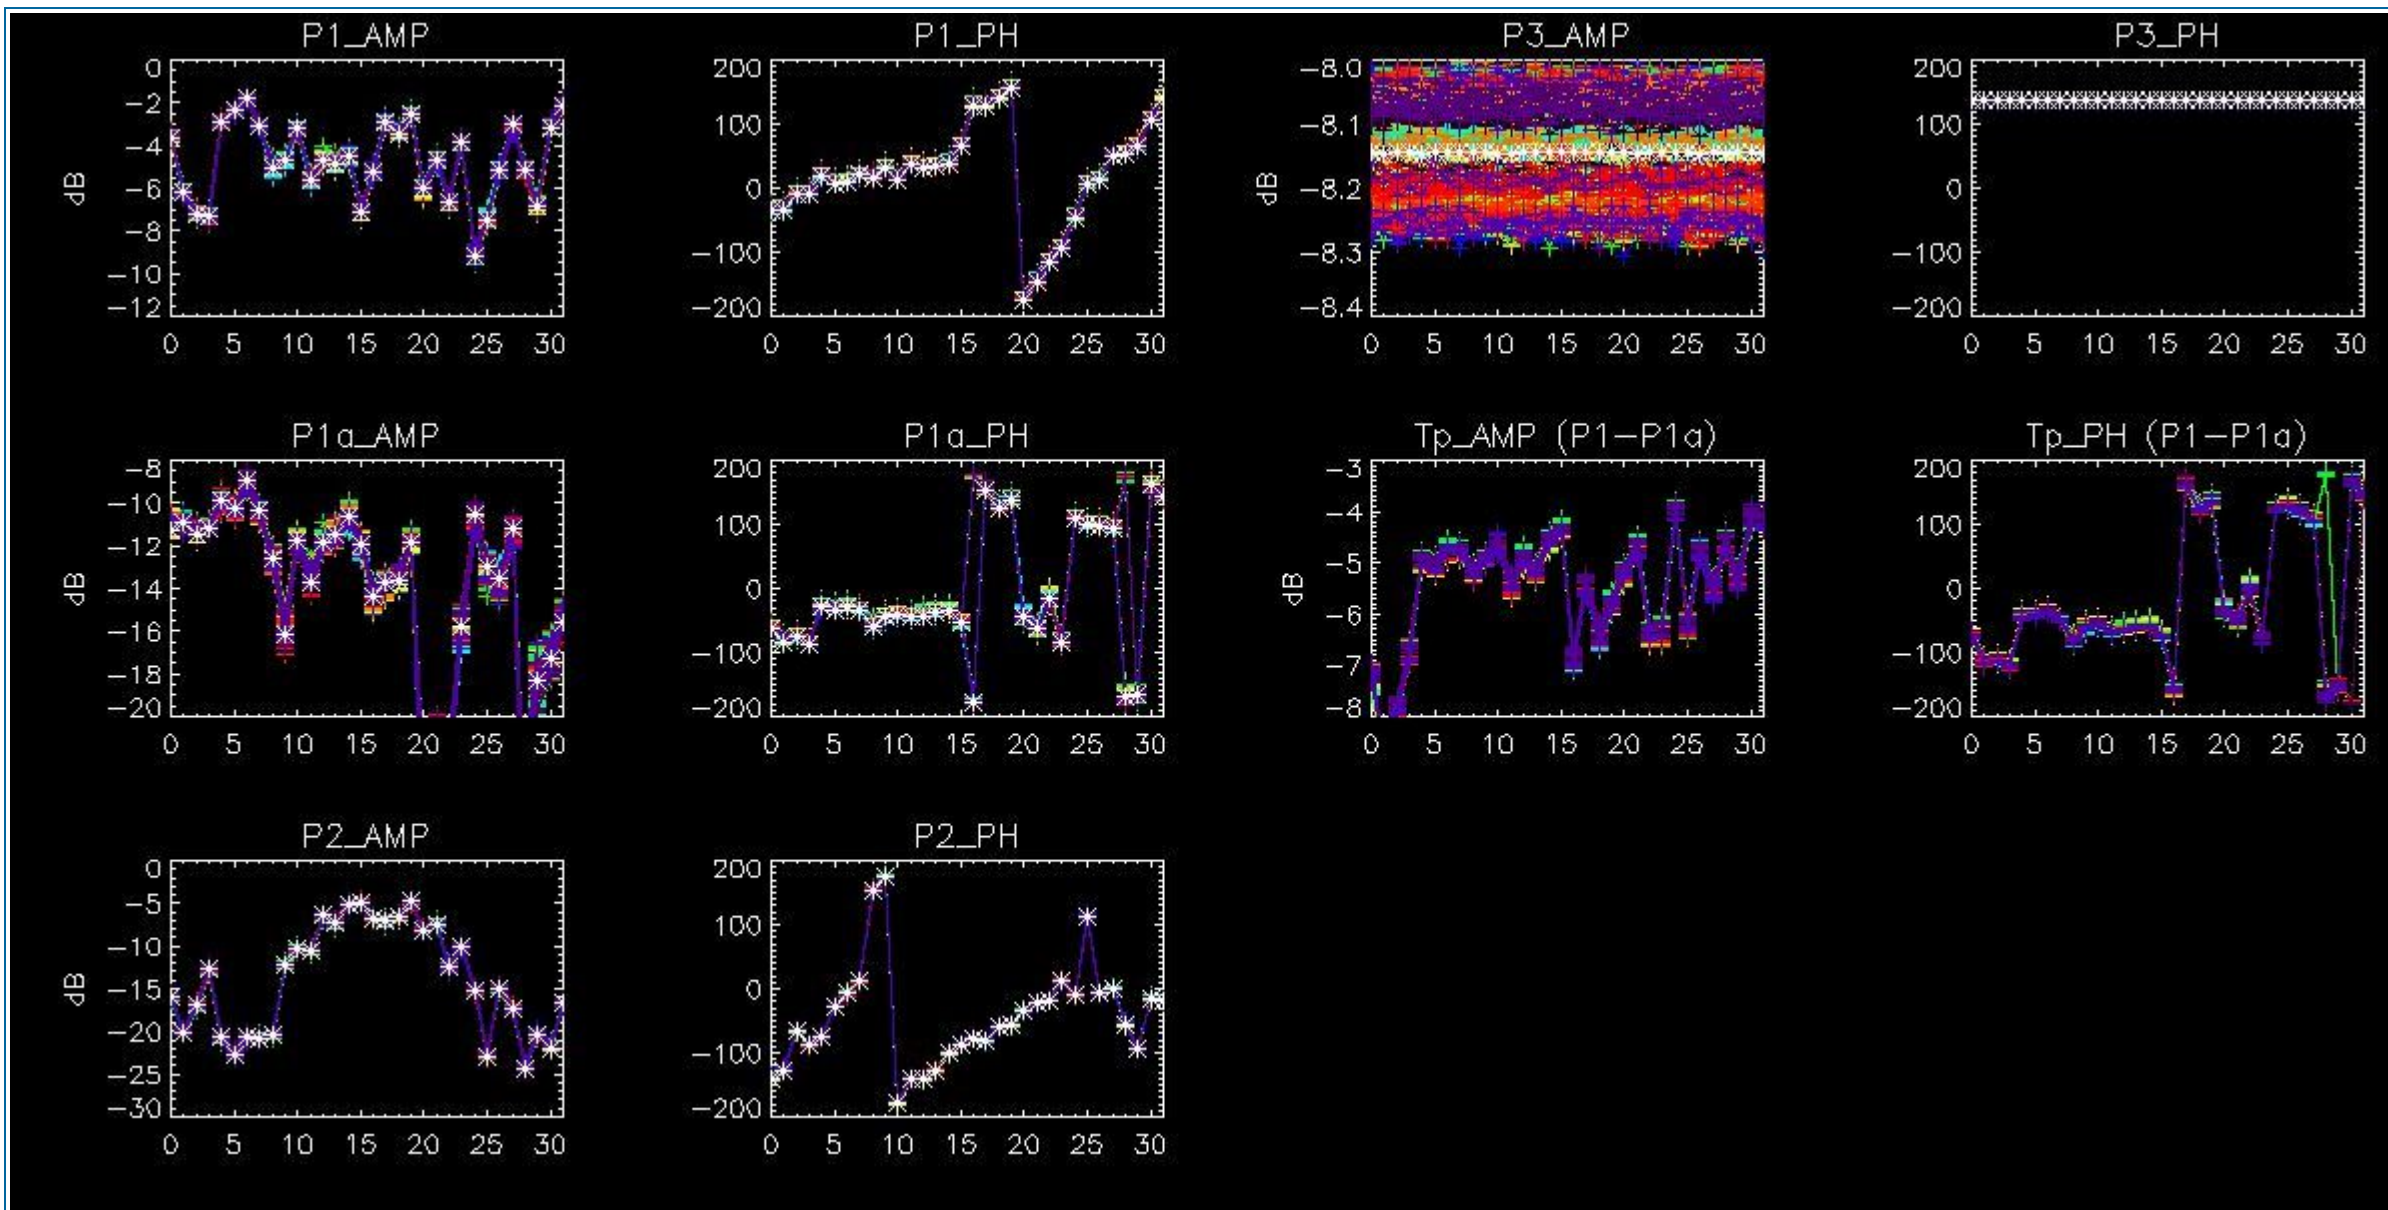 P1_AMP
P1_PH
P3_AMP
P3_PH
0
−2
−4
−6
−8
−10
−12
dB
0 5 10 15 20 25 30
200
100
0
−100
−200
0 5 10 15 20 25 30
−8.0
−8.1
−8.2
−8.3
−8.4
dB
0 5 10 15 20 25 30
200
100
0
−100
−200
0 5 10 15 20 25 30
P1a_AMP
P1a_PH
Tp_AMP (P1−P1a)
Tp_PH (P1−P1a)
−8
−10
−12
−14
−16
−18
−20
dB
0 5 10 15 20 25 30
200
100
0
−100
−200
0 5 10 15 20 25 30
−3
−4
−5
−6
−7
−8
dB
0 5 10 15 20 25 30
200
100
0
−100
−200
0 5 10 15 20 25 30
P2_AMP
P2_PH
0
−5
−10
−15
−20
−25
−30
dB
0 5 10 15 20 25 30
200
100
0
−100
−200
0 5 10 15 20 25 30